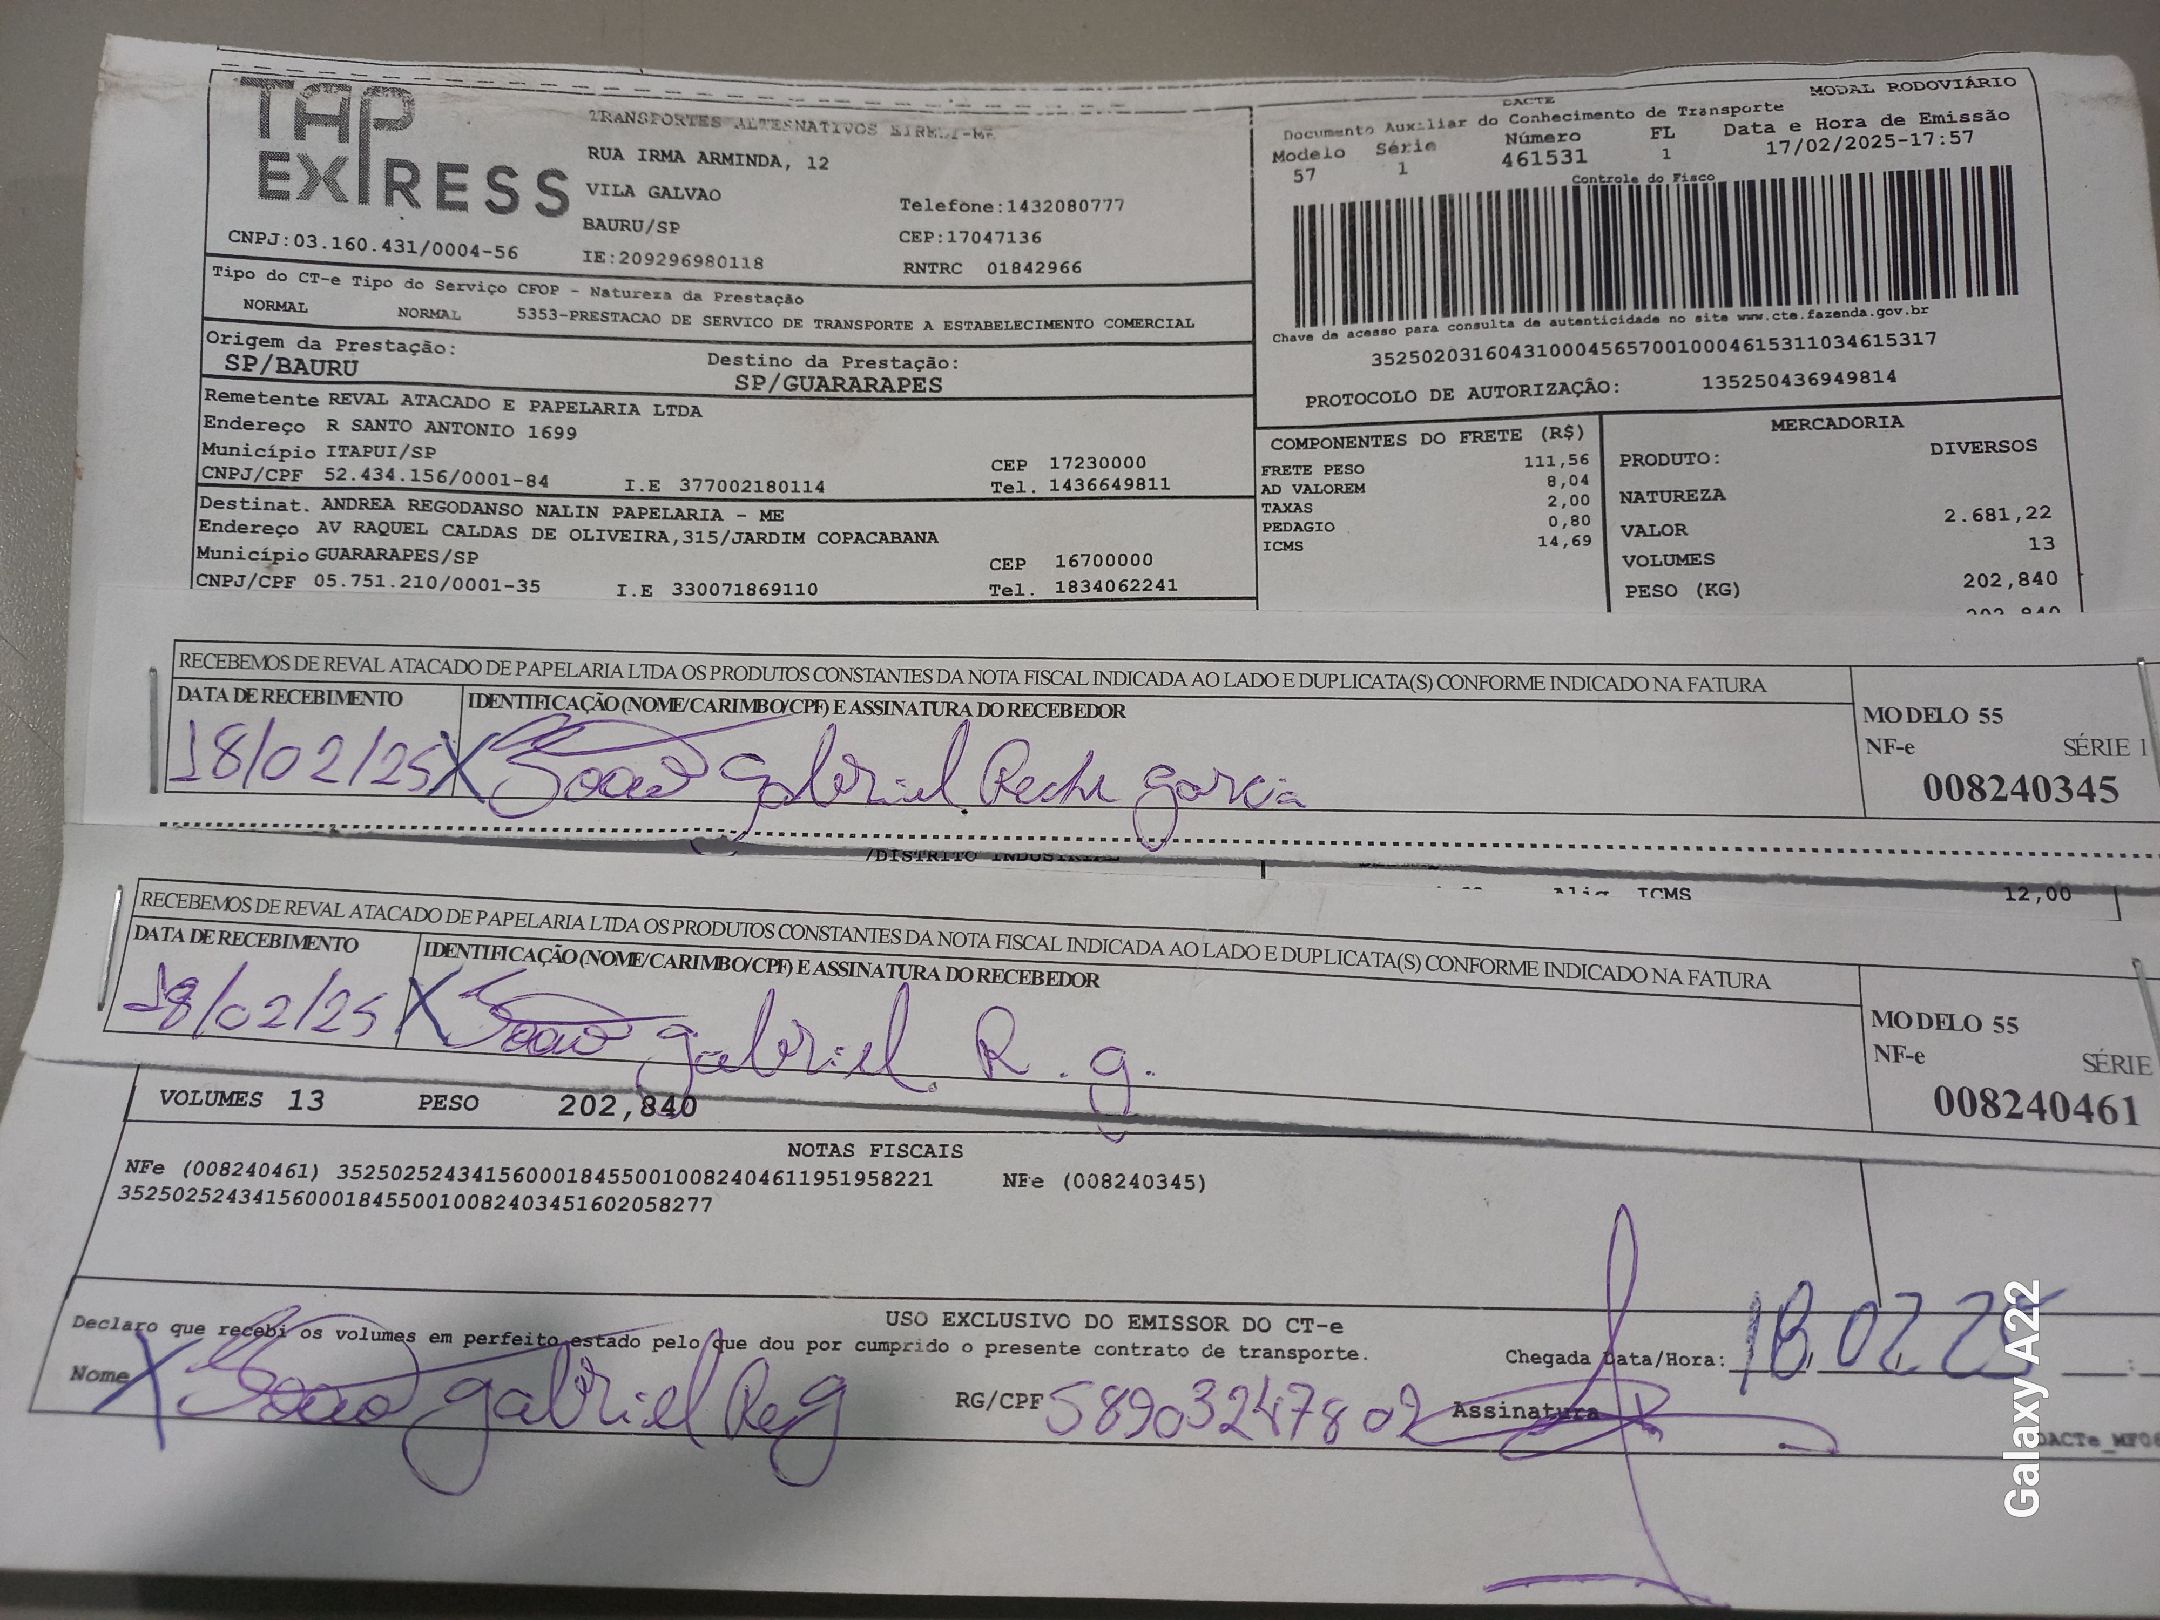 TAP
EXPRESS
TRANSPORTES ALTERNATIVOS EIRELI-ME
RUA IRMA ARMINDA, 12
VILA GALVAO
BAURU/SP
Telefone:1432080777
CEP:17047136
CNPJ:03.160.431/0004-56
IE:209296980118
RNTRC 01842966
MODAL RODOVIÁRIO
DACTE
Documento Auxiliar do Conhecimento de Transporte
Modelo Série Número FL Data e Hora de Emissão
57 1 461531 1 17/02/2025-17:57
Controle do Fisco
Chave de acesso para consulta de autenticidade no site www.cte.fazenda.gov.br
35250203160431000456570010004615311034615317
PROTOCOLO DE AUTORIZAÇÃO: 135250436949814
Tipo do CT-e Tipo do Serviço CFOP - Natureza da Prestação
NORMAL NORMAL 5353-PRESTACAO DE SERVICO DE TRANSPORTE A ESTABELECIMENTO COMERCIAL
Origem da Prestação: Destino da Prestação:
SP/BAURU SP/GUARARAPES
Remetente REVAL ATACADO E PAPELARIA LTDA
Endereço R SANTO ANTONIO 1699
Município ITAPUI/SP CEP 17230000
CNPJ/CPF 52.434.156/0001-84 I.E 377002180114 Tel. 1436649811
Destinat. ANDREA REGODANSO NALIN PAPELARIA - ME
Endereço AV RAQUEL CALDAS DE OLIVEIRA,315/JARDIM COPACABANA
Município GUARARAPES/SP CEP 16700000
CNPJ/CPF 05.751.210/0001-35 I.E 330071869110 Tel. 1834062241
COMPONENTES DO FRETE (R$)
FRETE PESO 111,56
AD VALOREM 8,04
TAXAS 2,00
PEDAGIO 0,80
ICMS 14,69
MERCADORIA
PRODUTO: DIVERSOS
NATUREZA
VALOR 2.681,22
VOLUMES 13
PESO (KG) 202,840
202,840
RECEBEMOS DE REVAL ATACADO DE PAPELARIA LTDA OS PRODUTOS CONSTANTES DA NOTA FISCAL INDICADA AO LADO E DUPLICATA(S) CONFORME INDICADO NA FATURA
DATA DE RECEBIMENTO IDENTIFICAÇÃO (NOME/CARIMBO/CPF) E ASSINATURA DO RECEBEDOR
18/02/25 X João Gabriel Reche Garcia
MODELO 55
NF-e SÉRIE 1
008240345
/DISTRITO INDUSTRIAL
Aliq ICMS 12,00
RECEBEMOS DE REVAL ATACADO DE PAPELARIA LTDA OS PRODUTOS CONSTANTES DA NOTA FISCAL INDICADA AO LADO E DUPLICATA(S) CONFORME INDICADO NA FATURA
DATA DE RECEBIMENTO IDENTIFICAÇÃO (NOME/CARIMBO/CPF) E ASSINATURA DO RECEBEDOR
18/02/25 X João gabriel R. g.
MODELO 55
NF-e SÉRIE
008240461
VOLUMES 13 PESO 202,840
NOTAS FISCAIS
NFe (008240461) 35250252434156000184550010082404611951958221 NFe (008240345)
35250252434156000184550010082403451602058277
USO EXCLUSIVO DO EMISSOR DO CT-e
Declaro que recebi os volumes em perfeito estado pelo que dou por cumprido o presente contrato de transporte.
Nome X João gabriel Re g RG/CPF 58903247802 Assinatura
Chegada Data/Hora: 18 02 25 :
DACTe_MF06
Galaxy A22